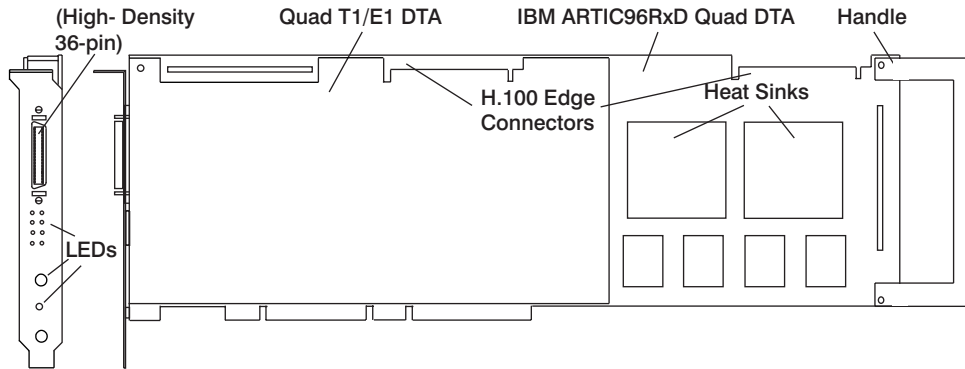 (High- Density
36-pin)
Quad T1/E1 DTA
IBM ARTIC96RxD Quad DTA
Handle
H.100 Edge
Connectors
Heat Sinks
LEDs